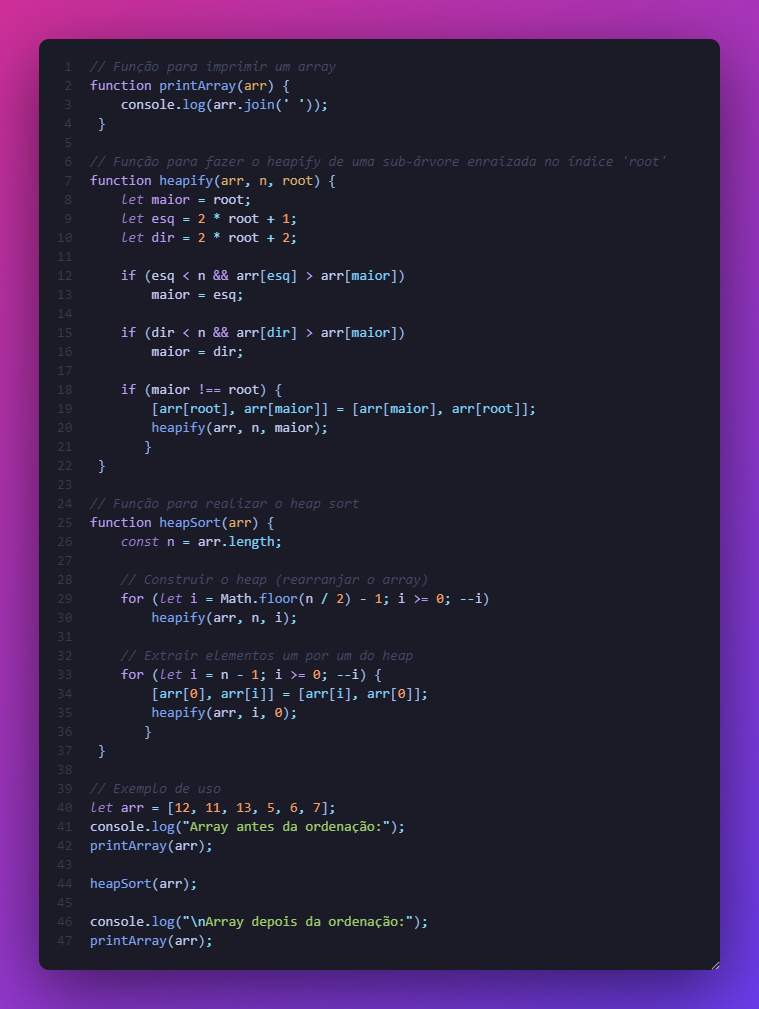 1 // Função para imprimir um array
2 function printArray(arr) {
3     console.log(arr.join(' '));
4  }
5
6 // Função para fazer o heapify de uma sub-árvore enraizada no índice 'root'
7 function heapify(arr, n, root) {
8     let maior = root;
9     let esq = 2 * root + 1;
10     let dir = 2 * root + 2;
11
12     if (esq < n && arr[esq] > arr[maior])
13         maior = esq;
14
15     if (dir < n && arr[dir] > arr[maior])
16         maior = dir;
17
18     if (maior !== root) {
19         [arr[root], arr[maior]] = [arr[maior], arr[root]];
20         heapify(arr, n, maior);
21        }
22  }
23
24 // Função para realizar o heap sort
25 function heapSort(arr) {
26     const n = arr.length;
27
28     // Construir o heap (rearranjar o array)
29     for (let i = Math.floor(n / 2) - 1; i >= 0; --i)
30         heapify(arr, n, i);
31
32     // Extrair elementos um por um do heap
33     for (let i = n - 1; i >= 0; --i) {
34         [arr[0], arr[i]] = [arr[i], arr[0]];
35         heapify(arr, i, 0);
36        }
37  }
38
39 // Exemplo de uso
40 let arr = [12, 11, 13, 5, 6, 7];
41 console.log("Array antes da ordenação:");
42 printArray(arr);
43
44 heapSort(arr);
45
46 console.log("\nArray depois da ordenação:");
47 printArray(arr);